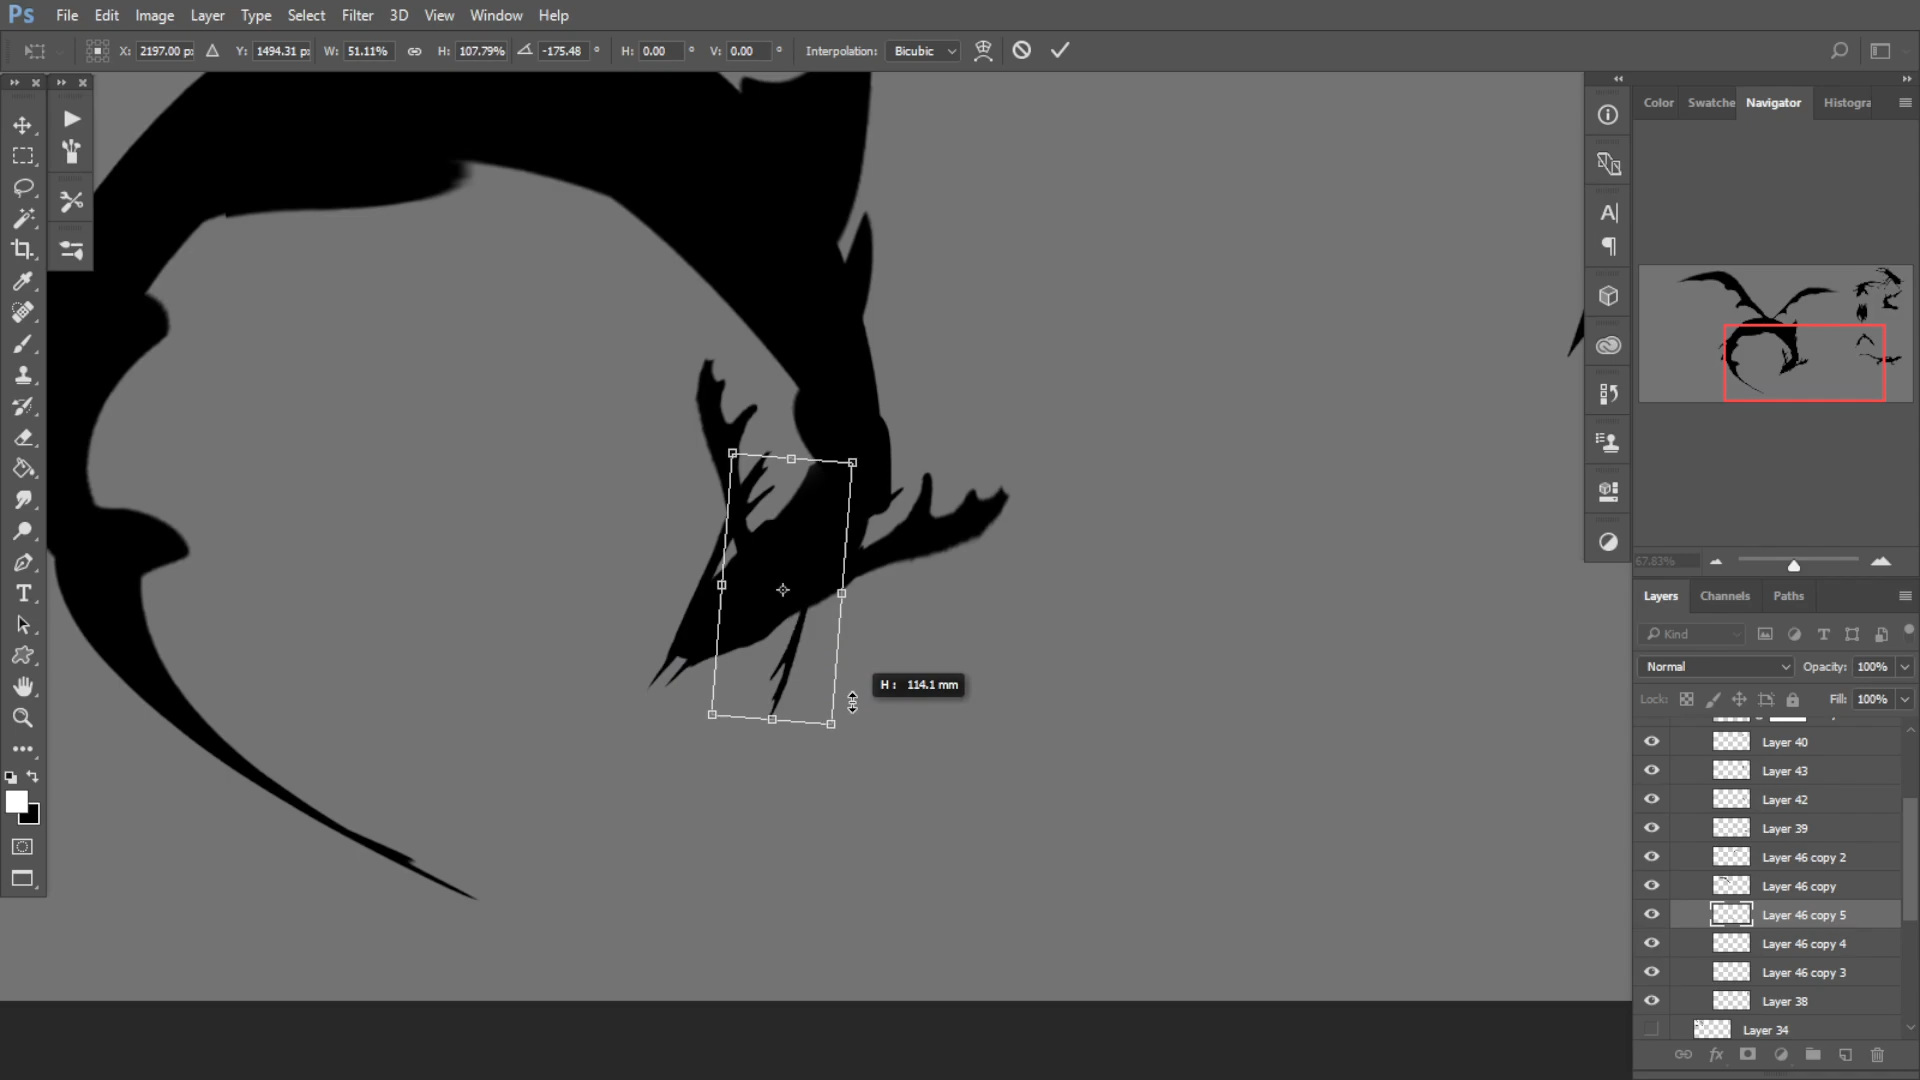 Ps File Edit Image Layer Type Select Filter 3D View Window Help
X: 2197.00 p Y: 1494.31 p W: 51.11% H: 107.79% -175.48 ° H: 0.00 ° V: 0.00 ° Interpolation: Bicubic
Color Swatche Navigator Histogra
A|
H : 114.1 mm
67.83%
Layers Channels Paths
Kind
Normal Opacity: 100%
Lock: Fill: 100%
Layer 40
Layer 43
Layer 42
Layer 39
Layer 46 copy 2
Layer 46 copy
Layer 46 copy 5
Layer 46 copy 4
Layer 46 copy 3
Layer 38
Layer 34
fx